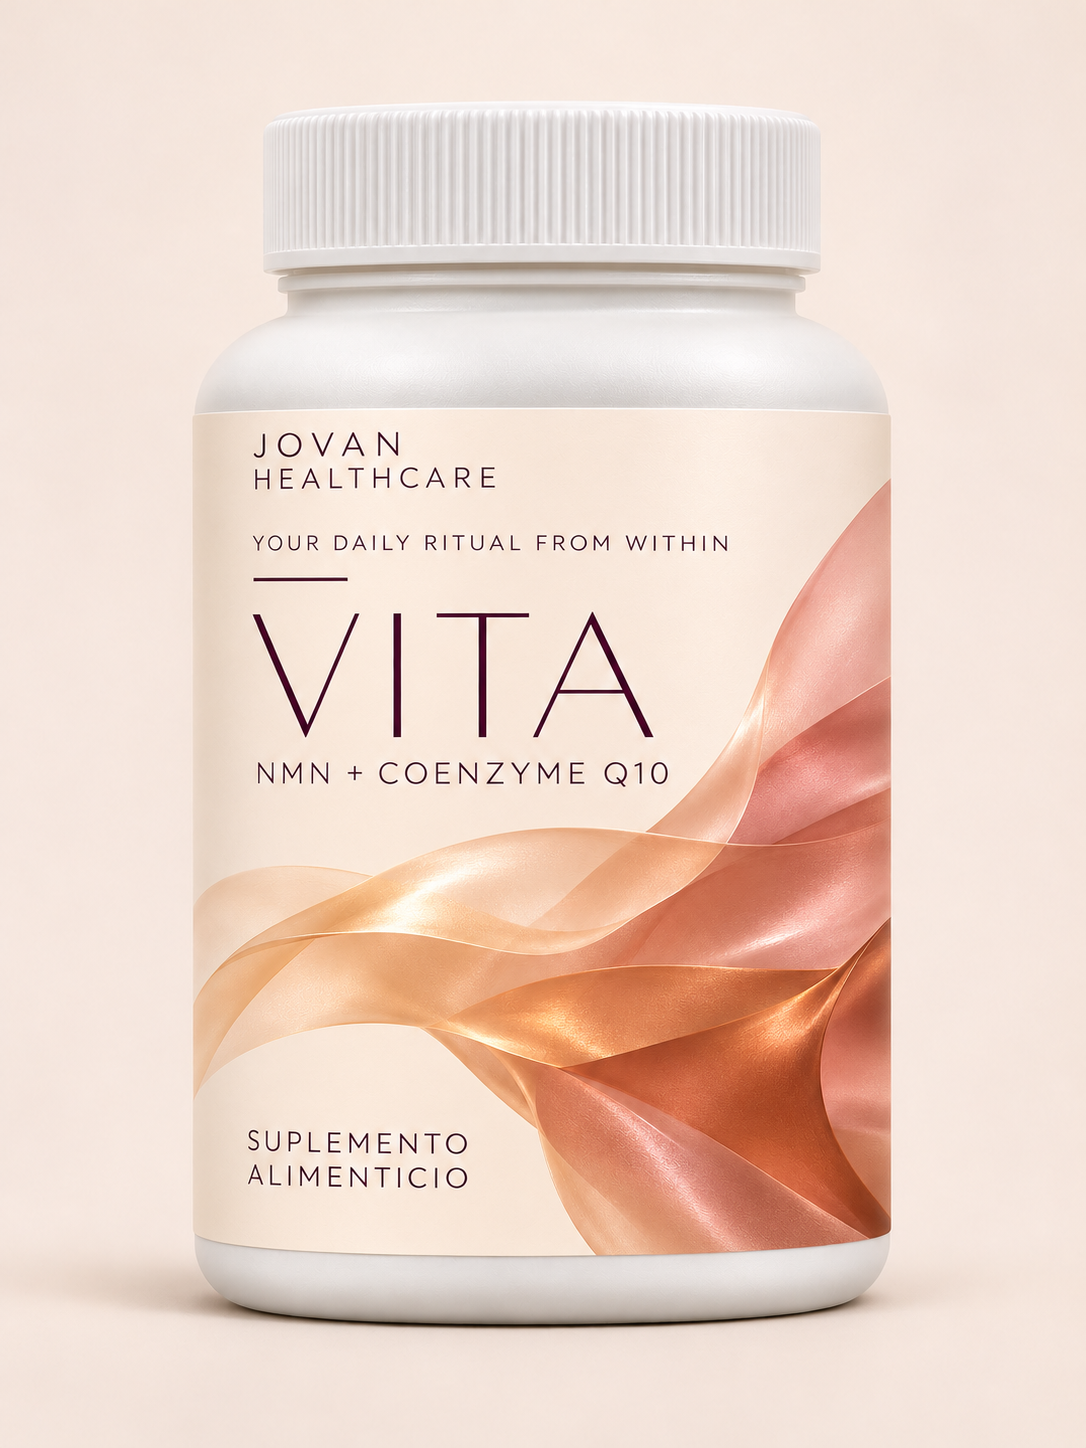 JOVAN
HEALTHCARE
YOUR DAILY RITUAL FROM WITHIN
VITA
NMN + COENZYME Q10
SUPLEMENTO
ALIMENTICIO